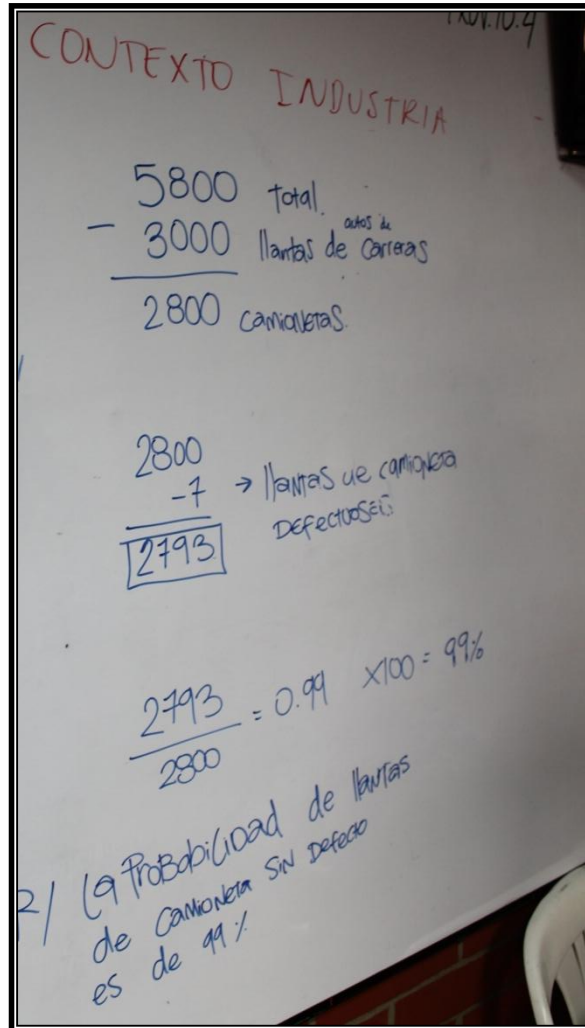 CONTEXTO INDUSTRIA
5800 Total.
- 3000 llantas de autos de carreras
2800 camionetas.
2800
-7 → llantas de camioneta
Defectuosas
2793
2793 / 2800 = 0.99 x100 = 99%
R/ La Probabilidad de llantas
de camioneta sin defecto
es de 99%